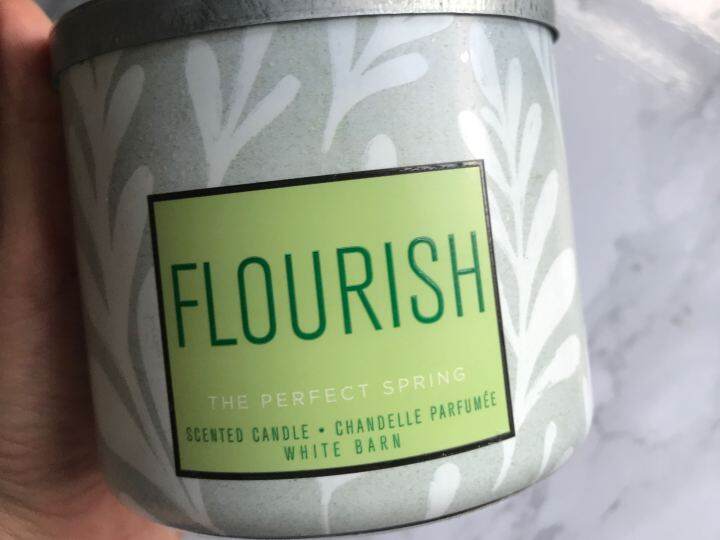 FLOURISH
THE PERFECT SPRING
SCENTED CANDLE • CHANDELLE PARFUMÉE
WHITE BARN